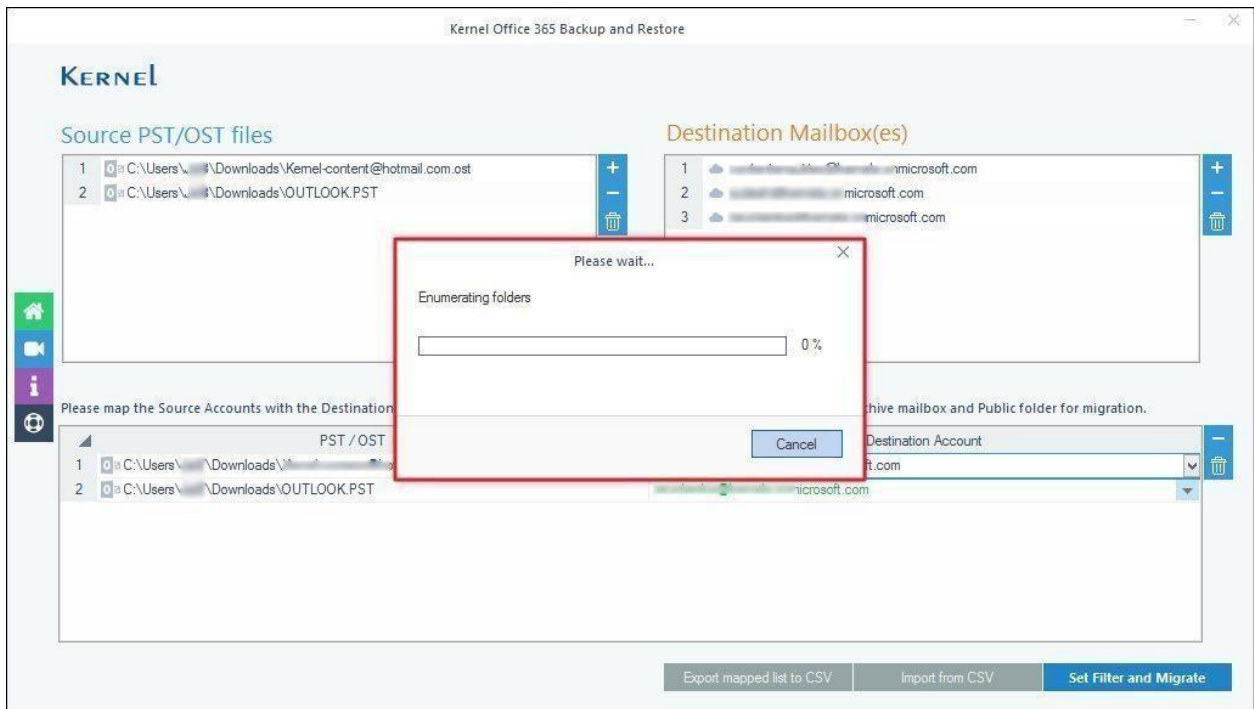 Kernel Office 365 Backup and Restore
KERNEL
Source PST/OST files
Destination Mailbox(es)
1 C:\Users\ \Downloads\Kernel-content@hotmail.com.ost
2 C:\Users\ \Downloads\OUTLOOK.PST
1 microsoft.com
2 microsoft.com
3 microsoft.com
Please wait...
Enumerating folders
0 %
Cancel
Please map the Source Accounts with the Destination
mailbox and Public folder for migration.
PST / OST
Destination Account
1 C:\Users\ \Downloads\
.com
2 C:\Users\ \Downloads\OUTLOOK.PST
microsoft.com
Export mapped list to CSV
Import from CSV
Set Filter and Migrate